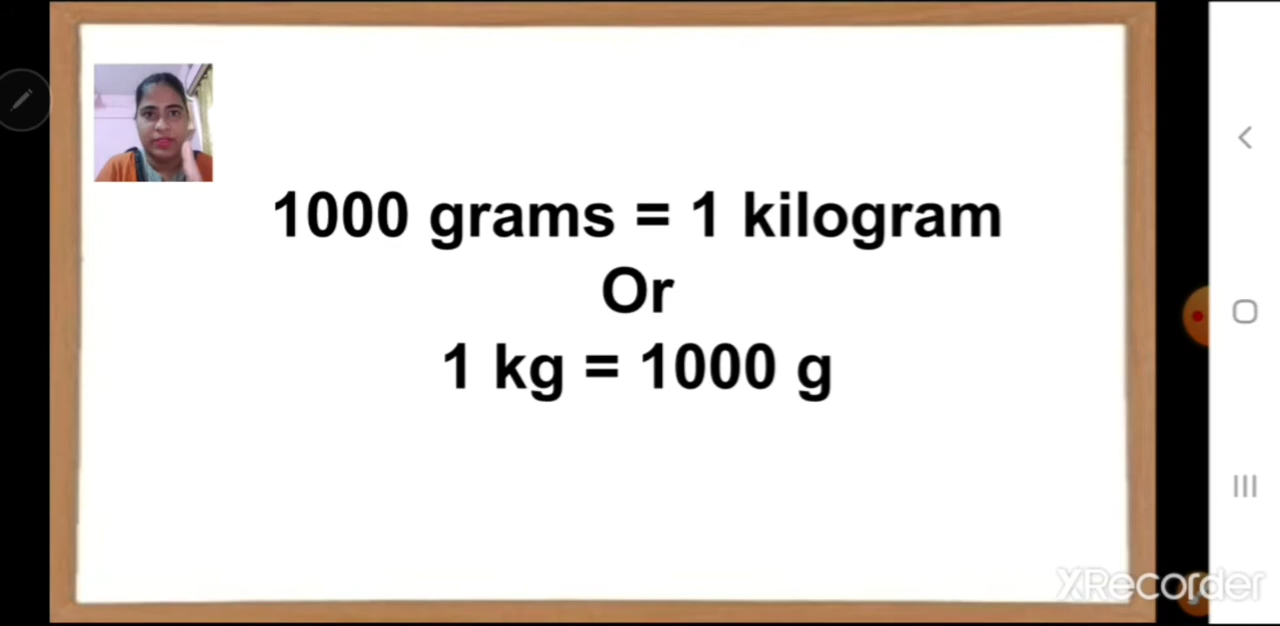 1000 grams = 1 kilogram
Or
1 kg = 1000 g
XRecorder